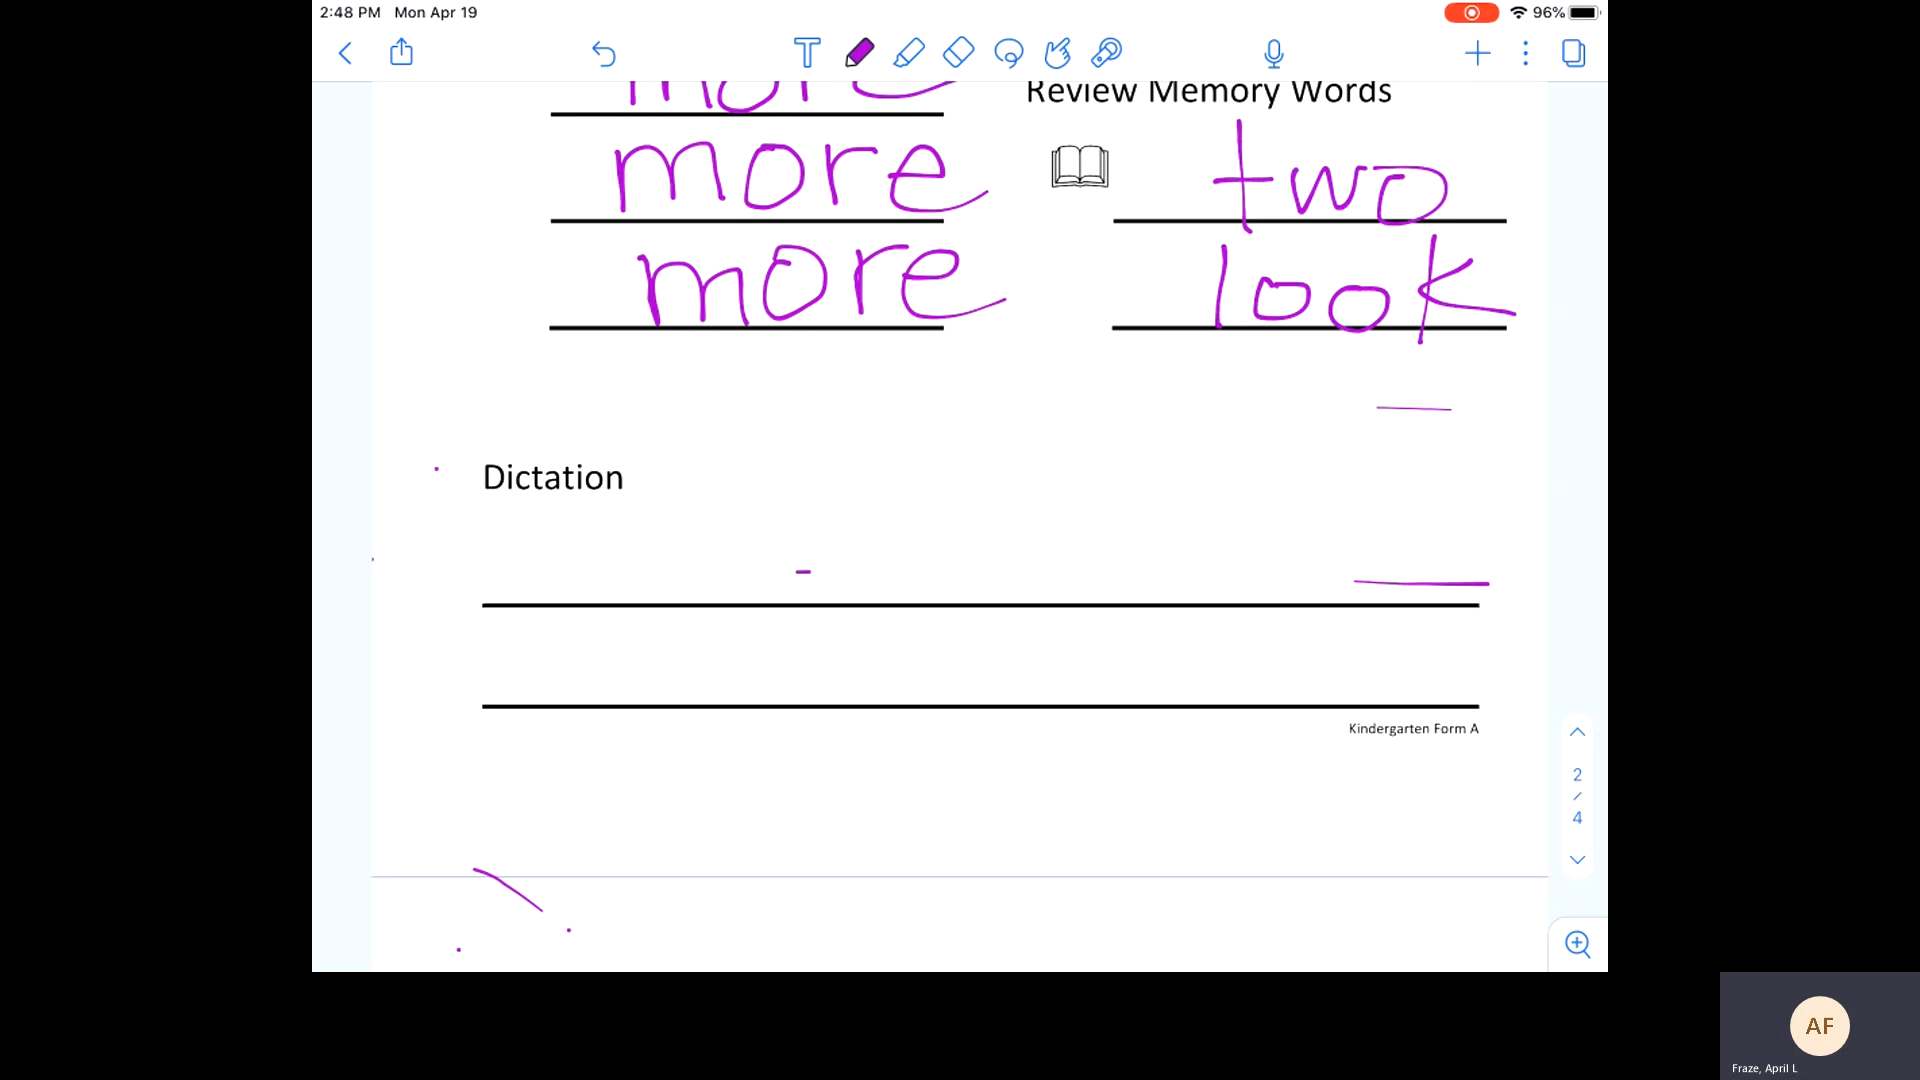 2:48 PM Mon Apr 19 96%
more
Review Memory Words
more two
more look
Dictation
Kindergarten Form A
2
/
4
AF
Fraze, April L